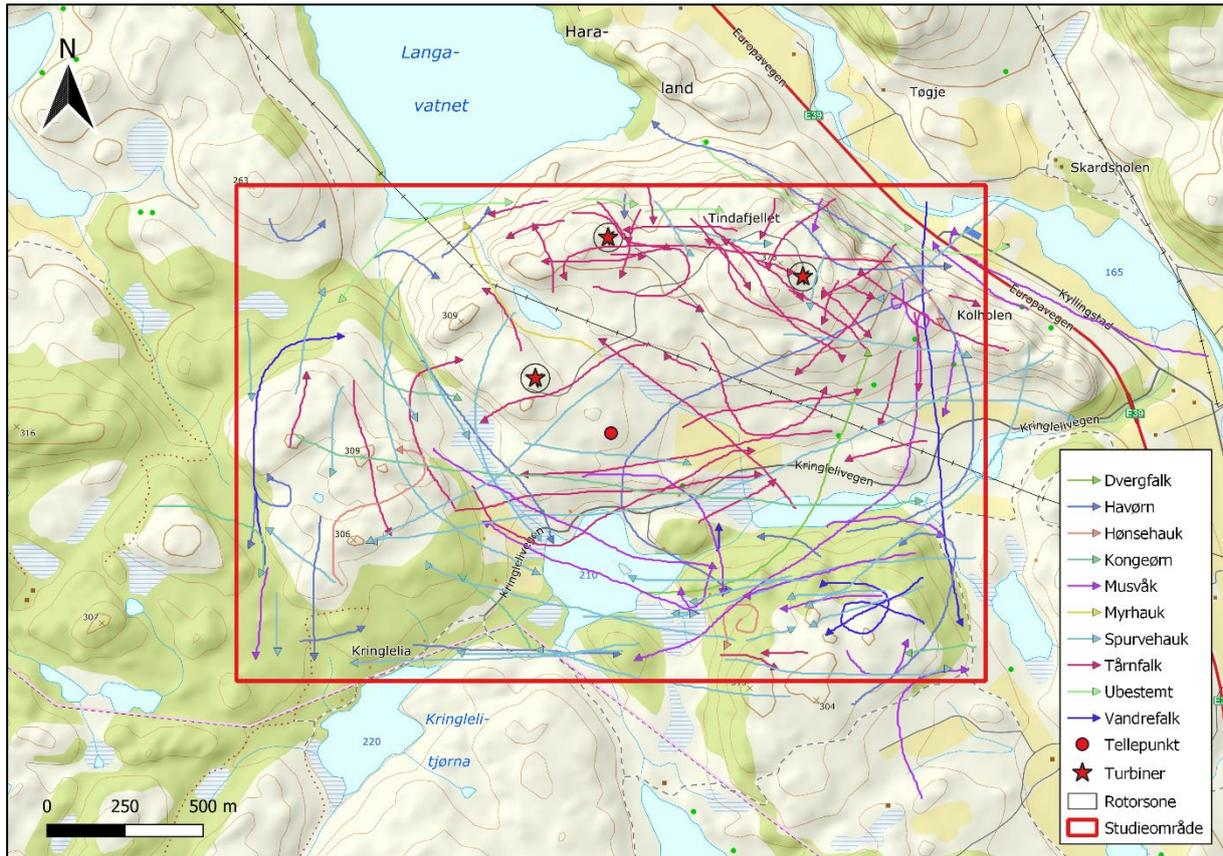 N
Langa-
vatnet
Hara-
land
Europavegen
E39
Tøgje
Skardsholen
263
Tindafjellet
165
Kyllingstad
Europavegen
Kolholen
309
316
E39
Kringlelivegen
309
Kringlelivegen
306
Kringlelivegen
210
307
Kringlelia
304
Kringleli-
tjørna
220
0 250 500 m
Dvergfalk
Havørn
Hønsehauk
Kongeørn
Musvåk
Myrhauk
Spurvehauk
Tårnfalk
Ubestemt
Vandrefalk
Tellepunkt
Turbiner
Rotorsone
Studieområde